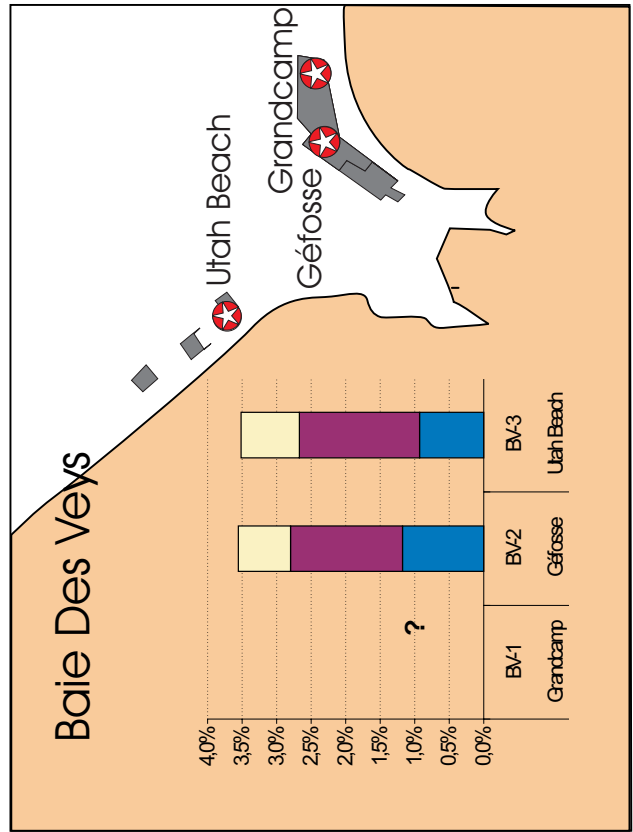 Baie Des Veys
Utah Beach
Géfosse
Grandcamp
4,0%
3,5%
3,0%
2,5%
2,0%
1,5%
1,0%
0,5%
0,0%
?
BV-1
BV-2
BV-3
Grandcamp
Géfosse
Utah Beach